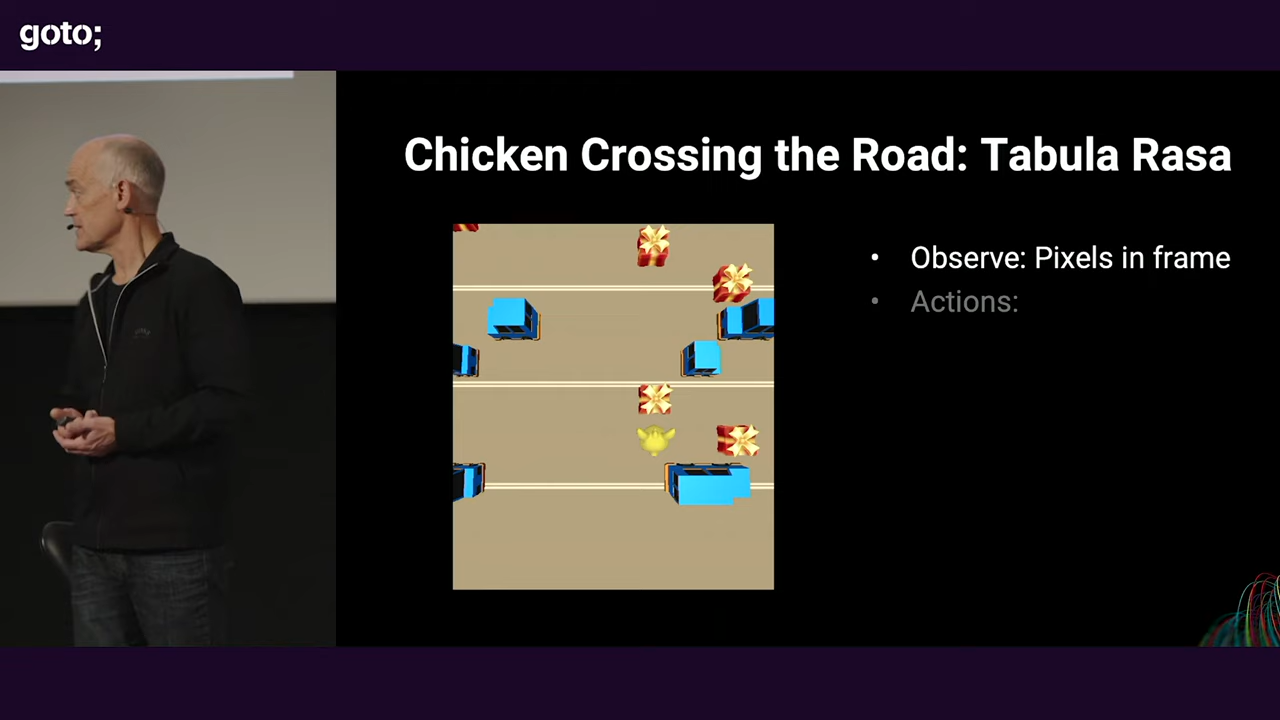 goto;
Chicken Crossing the Road: Tabula Rasa
• Observe: Pixels in frame
• Actions: